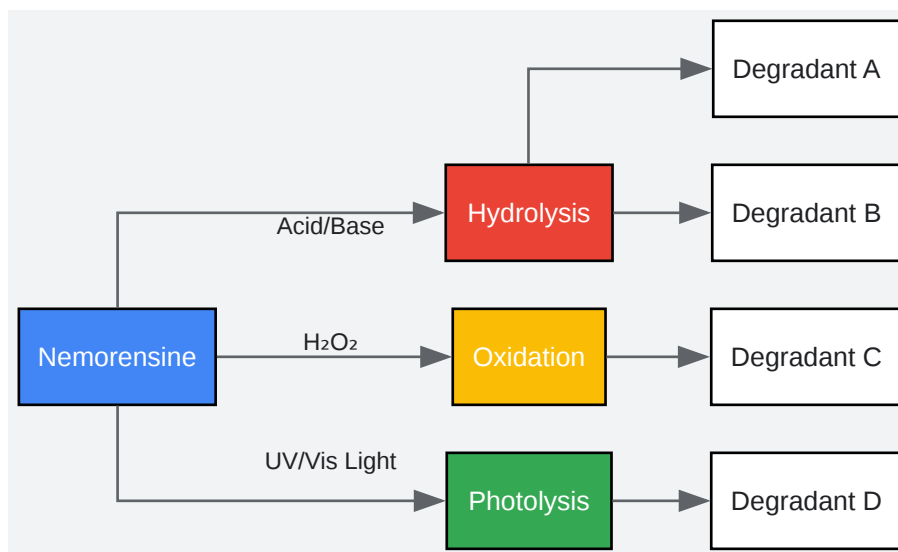 Degradant A
Hydrolysis
Degradant B
Acid/Base
Nemorensine
H₂O₂
Oxidation
Degradant C
UV/Vis Light
Photolysis
Degradant D